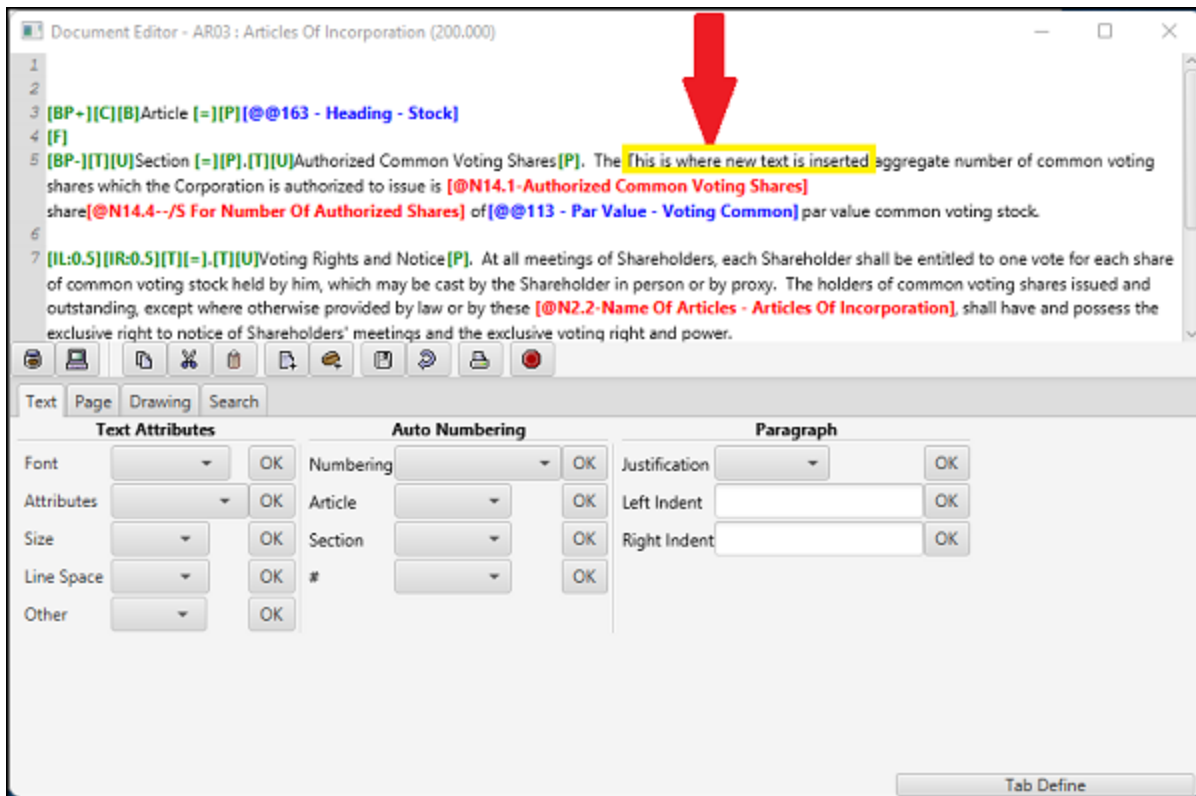 Document Editor - AR03 : Articles Of Incorporation (200.000)
1
2
3 [BP+][C][B]Article [=][P][@@163 - Heading - Stock]
4 [F]
5 [BP-][T][U]Section [=][P].[T][U]Authorized Common Voting Shares[P].  The This is where new text is inserted aggregate number of common voting
shares which the Corporation is authorized to issue is [@N14.1-Authorized Common Voting Shares]
share[@N14.4--/S For Number Of Authorized Shares] of[@@113 - Par Value - Voting Common] par value common voting stock.
6
7 [IL:0.5][IR:0.5][T][=].[T][U]Voting Rights and Notice[P].  At all meetings of Shareholders, each Shareholder shall be entitled to one vote for each share
of common voting stock held by him, which may be cast by the Shareholder in person or by proxy.  The holders of common voting shares issued and
outstanding, except where otherwise provided by law or by these [@N2.2-Name Of Articles - Articles Of Incorporation], shall have and possess the
exclusive right to notice of Shareholders' meetings and the exclusive voting right and power.
Text Page Drawing Search
Text Attributes Auto Numbering Paragraph
Font OK Numbering OK Justification OK
Attributes OK Article OK Left Indent OK
Size OK Section OK Right Indent OK
Line Space OK # OK
Other OK
Tab Define